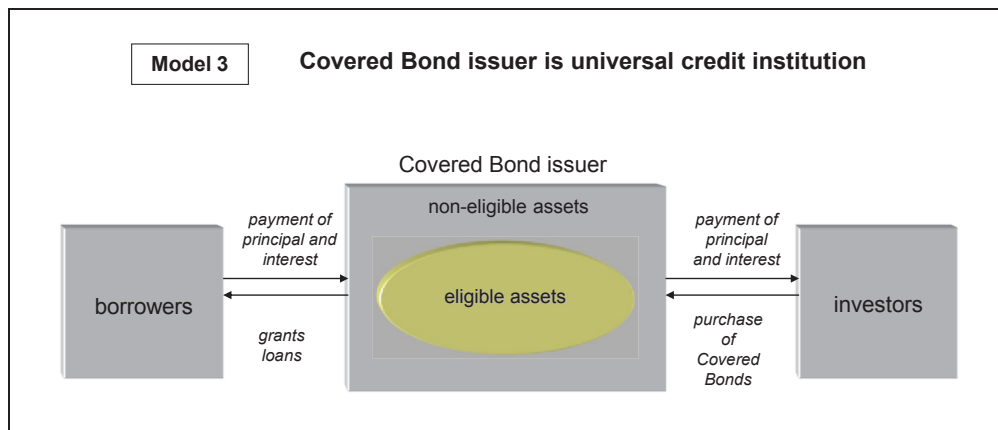 Model 3
Covered Bond issuer is universal credit institution
Covered Bond issuer
non-eligible assets
payment of
principal and
interest
payment of
principal
and interest
borrowers
eligible assets
investors
grants
loans
purchase
of
Covered
Bonds